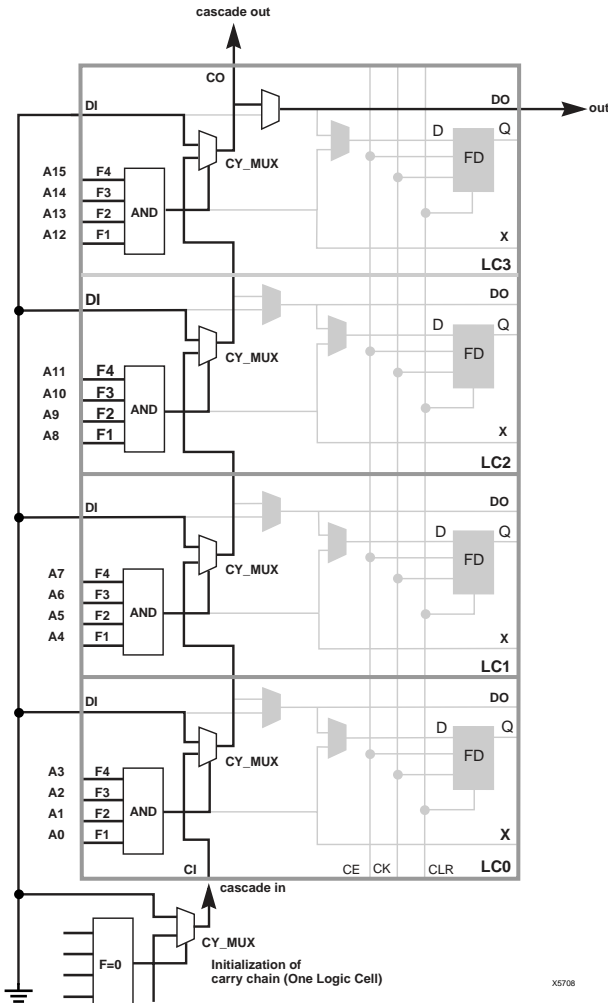 cascade out
CO
DI
DO
out
CY_MUX
D
Q
FD
A15 F4
A14 F3
A13 F2
A12 F1
AND
X
LC3
DI
DO
CY_MUX
D
Q
FD
A11 F4
A10 F3
A9 F2
A8 F1
AND
X
LC2
DI
DO
CY_MUX
D
Q
FD
A7 F4
A6 F3
A5 F2
A4 F1
AND
X
LC1
DI
DO
CY_MUX
D
Q
FD
A3 F4
A2 F3
A1 F2
A0 F1
AND
X
CI
CE
CK
CLR
LC0
cascade in
CY_MUX
F=0
Initialization of
carry chain (One Logic Cell)
X5708